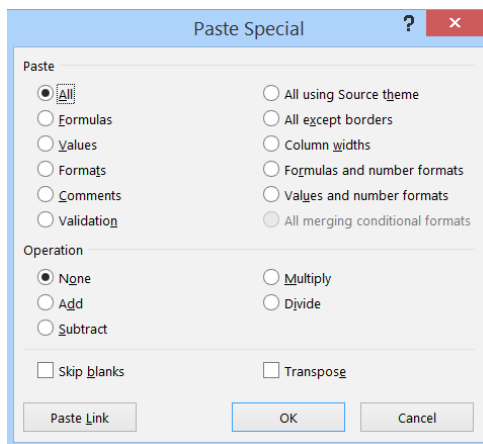 Paste Special ?
Paste
All
All using Source theme
Formulas
All except borders
Values
Column widths
Formats
Formulas and number formats
Comments
Values and number formats
Validation
All merging conditional formats
Operation
None
Multiply
Add
Divide
Subtract
Skip blanks
Transpose
Paste Link
OK
Cancel